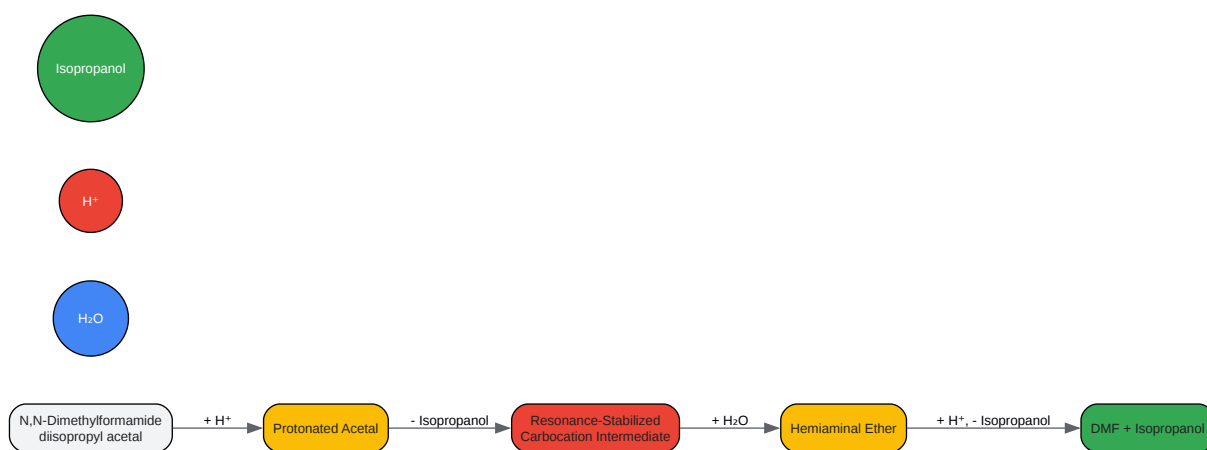 Isopropanol
H⁺
H₂O
N,N-Dimethylformamide
diisopropyl acetal
+ H⁺
Protonated Acetal
- Isopropanol
Resonance-Stabilized
Carbocation Intermediate
+ H₂O
Hemiaminal Ether
+ H⁺, - Isopropanol
DMF + Isopropanol